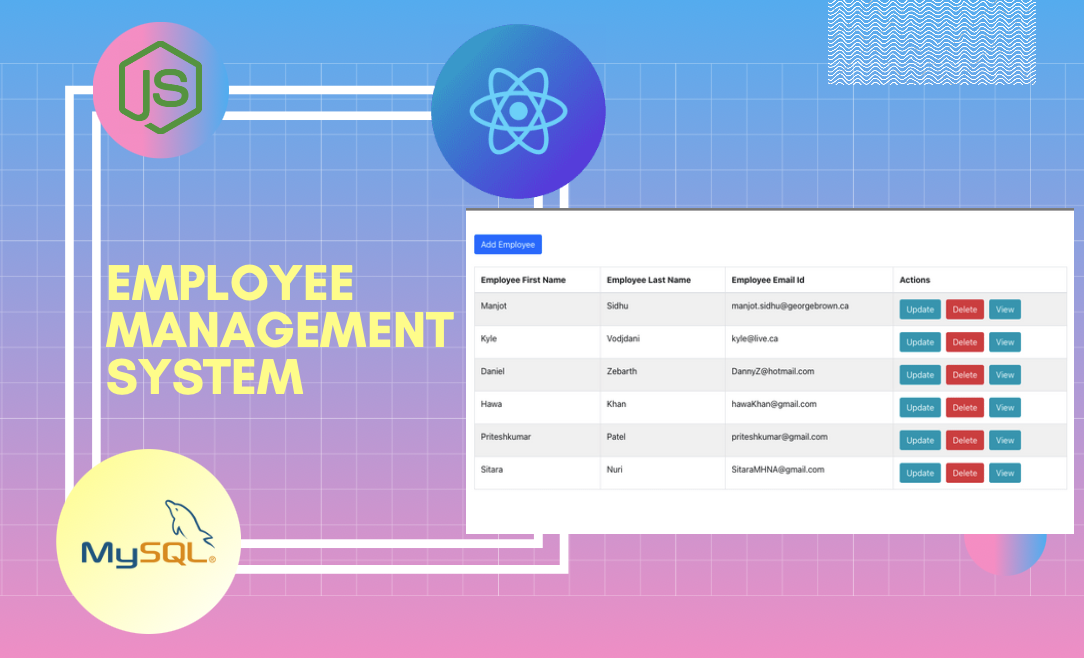 JS
EMPLOYEE
MANAGEMENT
SYSTEM
MySQL®
Add Employee
Employee First Name Employee Last Name Employee Email Id Actions
Manjot Sidhu manjot.sidhu@georgebrown.ca Update Delete View
Kyle Vodjdani kyle@live.ca Update Delete View
Daniel Zebarth DannyZ@hotmail.com Update Delete View
Hawa Khan hawaKhan@gmail.com Update Delete View
Priteshkumar Patel priteshkumar@gmail.com Update Delete View
Sitara Nuri SitaraMHNA@gmail.com Update Delete View